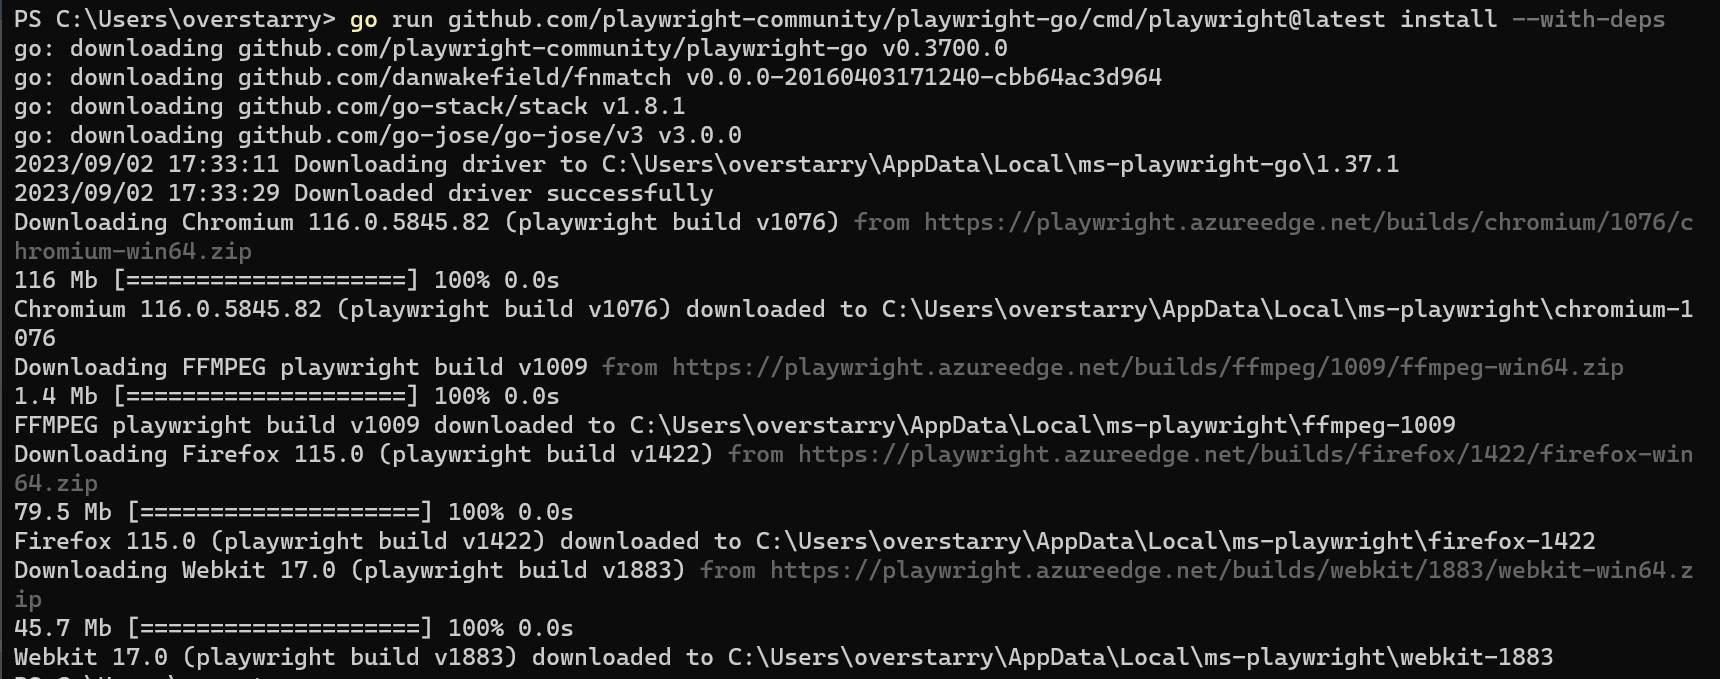 PS C:\Users\overstarry> go run github.com/playwright-community/playwright-go/cmd/playwright@latest install --with-deps
go: downloading github.com/playwright-community/playwright-go v0.3700.0
go: downloading github.com/danwakefield/fnmatch v0.0.0-20160403171240-cbb64ac3d964
go: downloading github.com/go-stack/stack v1.8.1
go: downloading github.com/go-jose/go-jose/v3 v3.0.0
2023/09/02 17:33:11 Downloading driver to C:\Users\overstarry\AppData\Local\ms-playwright-go\1.37.1
2023/09/02 17:33:29 Downloaded driver successfully
Downloading Chromium 116.0.5845.82 (playwright build v1076) from https://playwright.azureedge.net/builds/chromium/1076/c
hromium-win64.zip
116 Mb [====================] 100% 0.0s
Chromium 116.0.5845.82 (playwright build v1076) downloaded to C:\Users\overstarry\AppData\Local\ms-playwright\chromium-1
076
Downloading FFMPEG playwright build v1009 from https://playwright.azureedge.net/builds/ffmpeg/1009/ffmpeg-win64.zip
1.4 Mb [====================] 100% 0.0s
FFMPEG playwright build v1009 downloaded to C:\Users\overstarry\AppData\Local\ms-playwright\ffmpeg-1009
Downloading Firefox 115.0 (playwright build v1422) from https://playwright.azureedge.net/builds/firefox/1422/firefox-win
64.zip
79.5 Mb [====================] 100% 0.0s
Firefox 115.0 (playwright build v1422) downloaded to C:\Users\overstarry\AppData\Local\ms-playwright\firefox-1422
Downloading Webkit 17.0 (playwright build v1883) from https://playwright.azureedge.net/builds/webkit/1883/webkit-win64.z
ip
45.7 Mb [====================] 100% 0.0s
Webkit 17.0 (playwright build v1883) downloaded to C:\Users\overstarry\AppData\Local\ms-playwright\webkit-1883